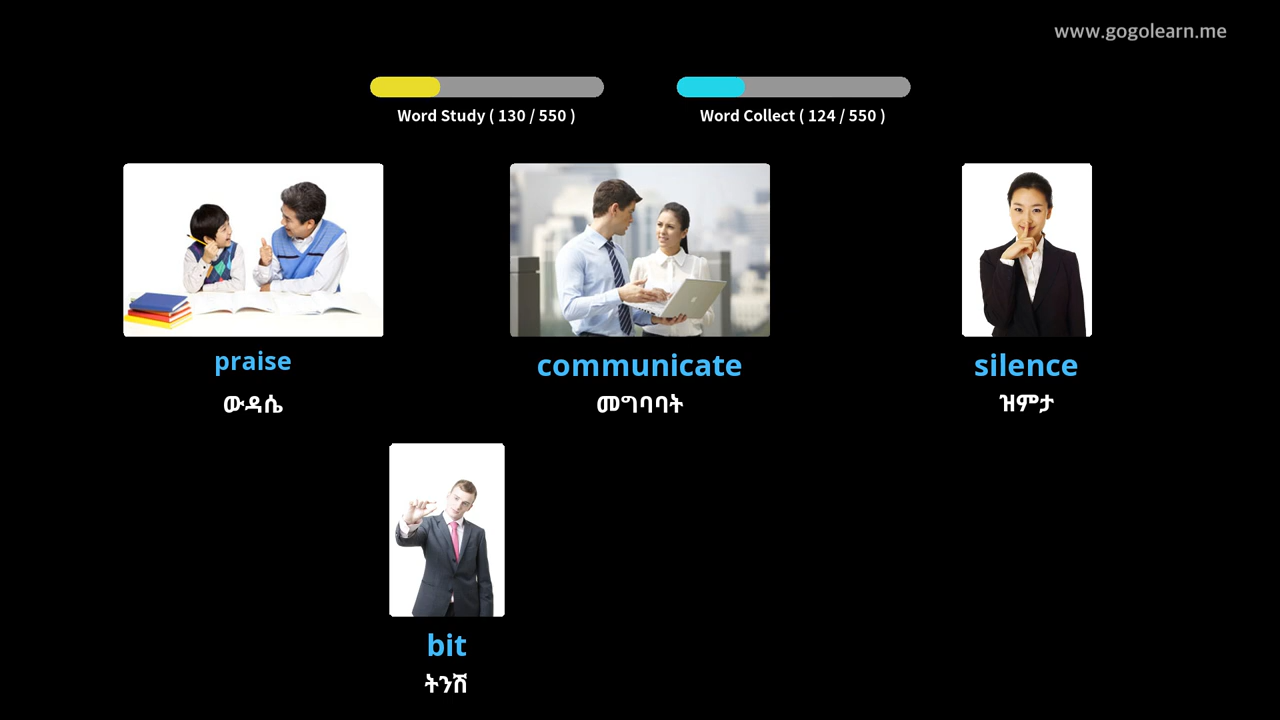 www.gogolearn.me
Word Study ( 130 / 550 )
Word Collect ( 124 / 550 )
praise
ውዳሴ
communicate
መግባባት
silence
ዝምታ
bit
ትንሽ